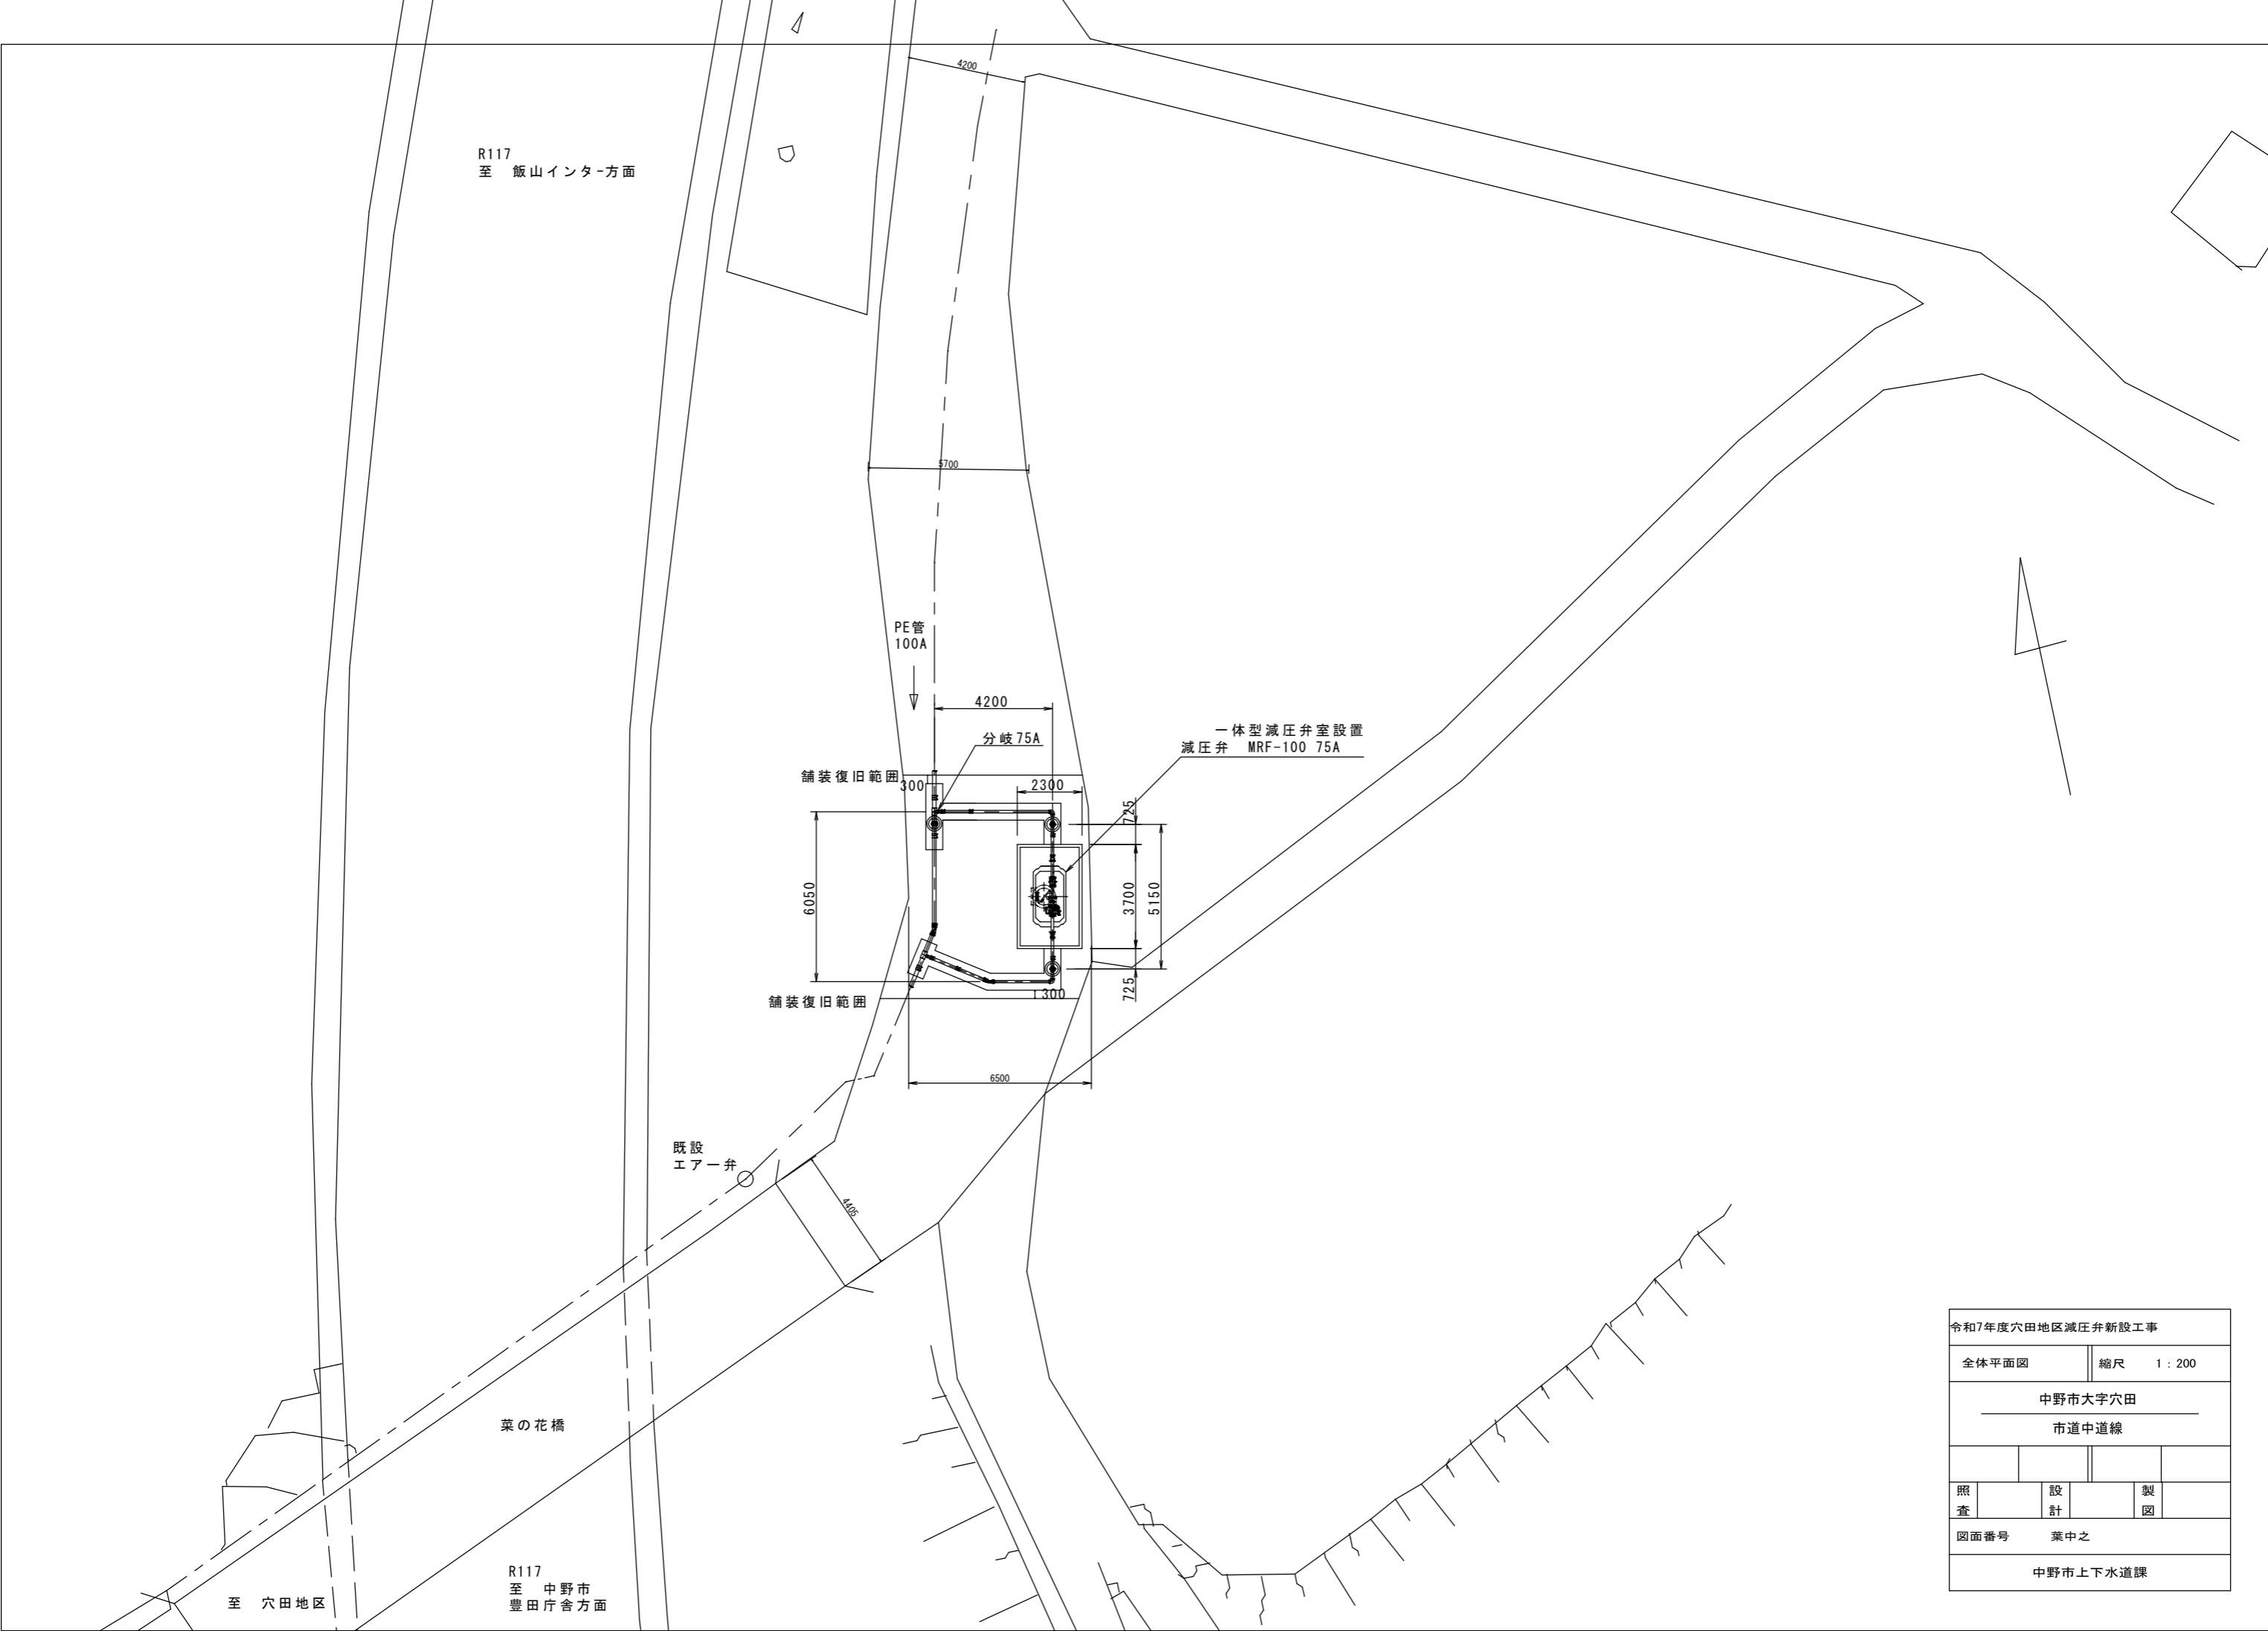 4200
R117
至 飯山インター方面
5700
PE管
100A
4200
分岐75A
一体型減圧弁室設置
減圧弁 MRF-100 75A
舗装復旧範囲
300
2300
725
6050
3700
5150
725
1300
舗装復旧範囲
6500
既設
エアー弁
4405
菜の花橋
R117
至 中野市
豊田庁舎方面
至 穴田地区
令和7年度穴田地区減圧弁新設工事
全体平面図 縮尺 1:200
中野市大字穴田
市道中道線
照査 設計 製図
図面番号 葉中之
中野市上下水道課